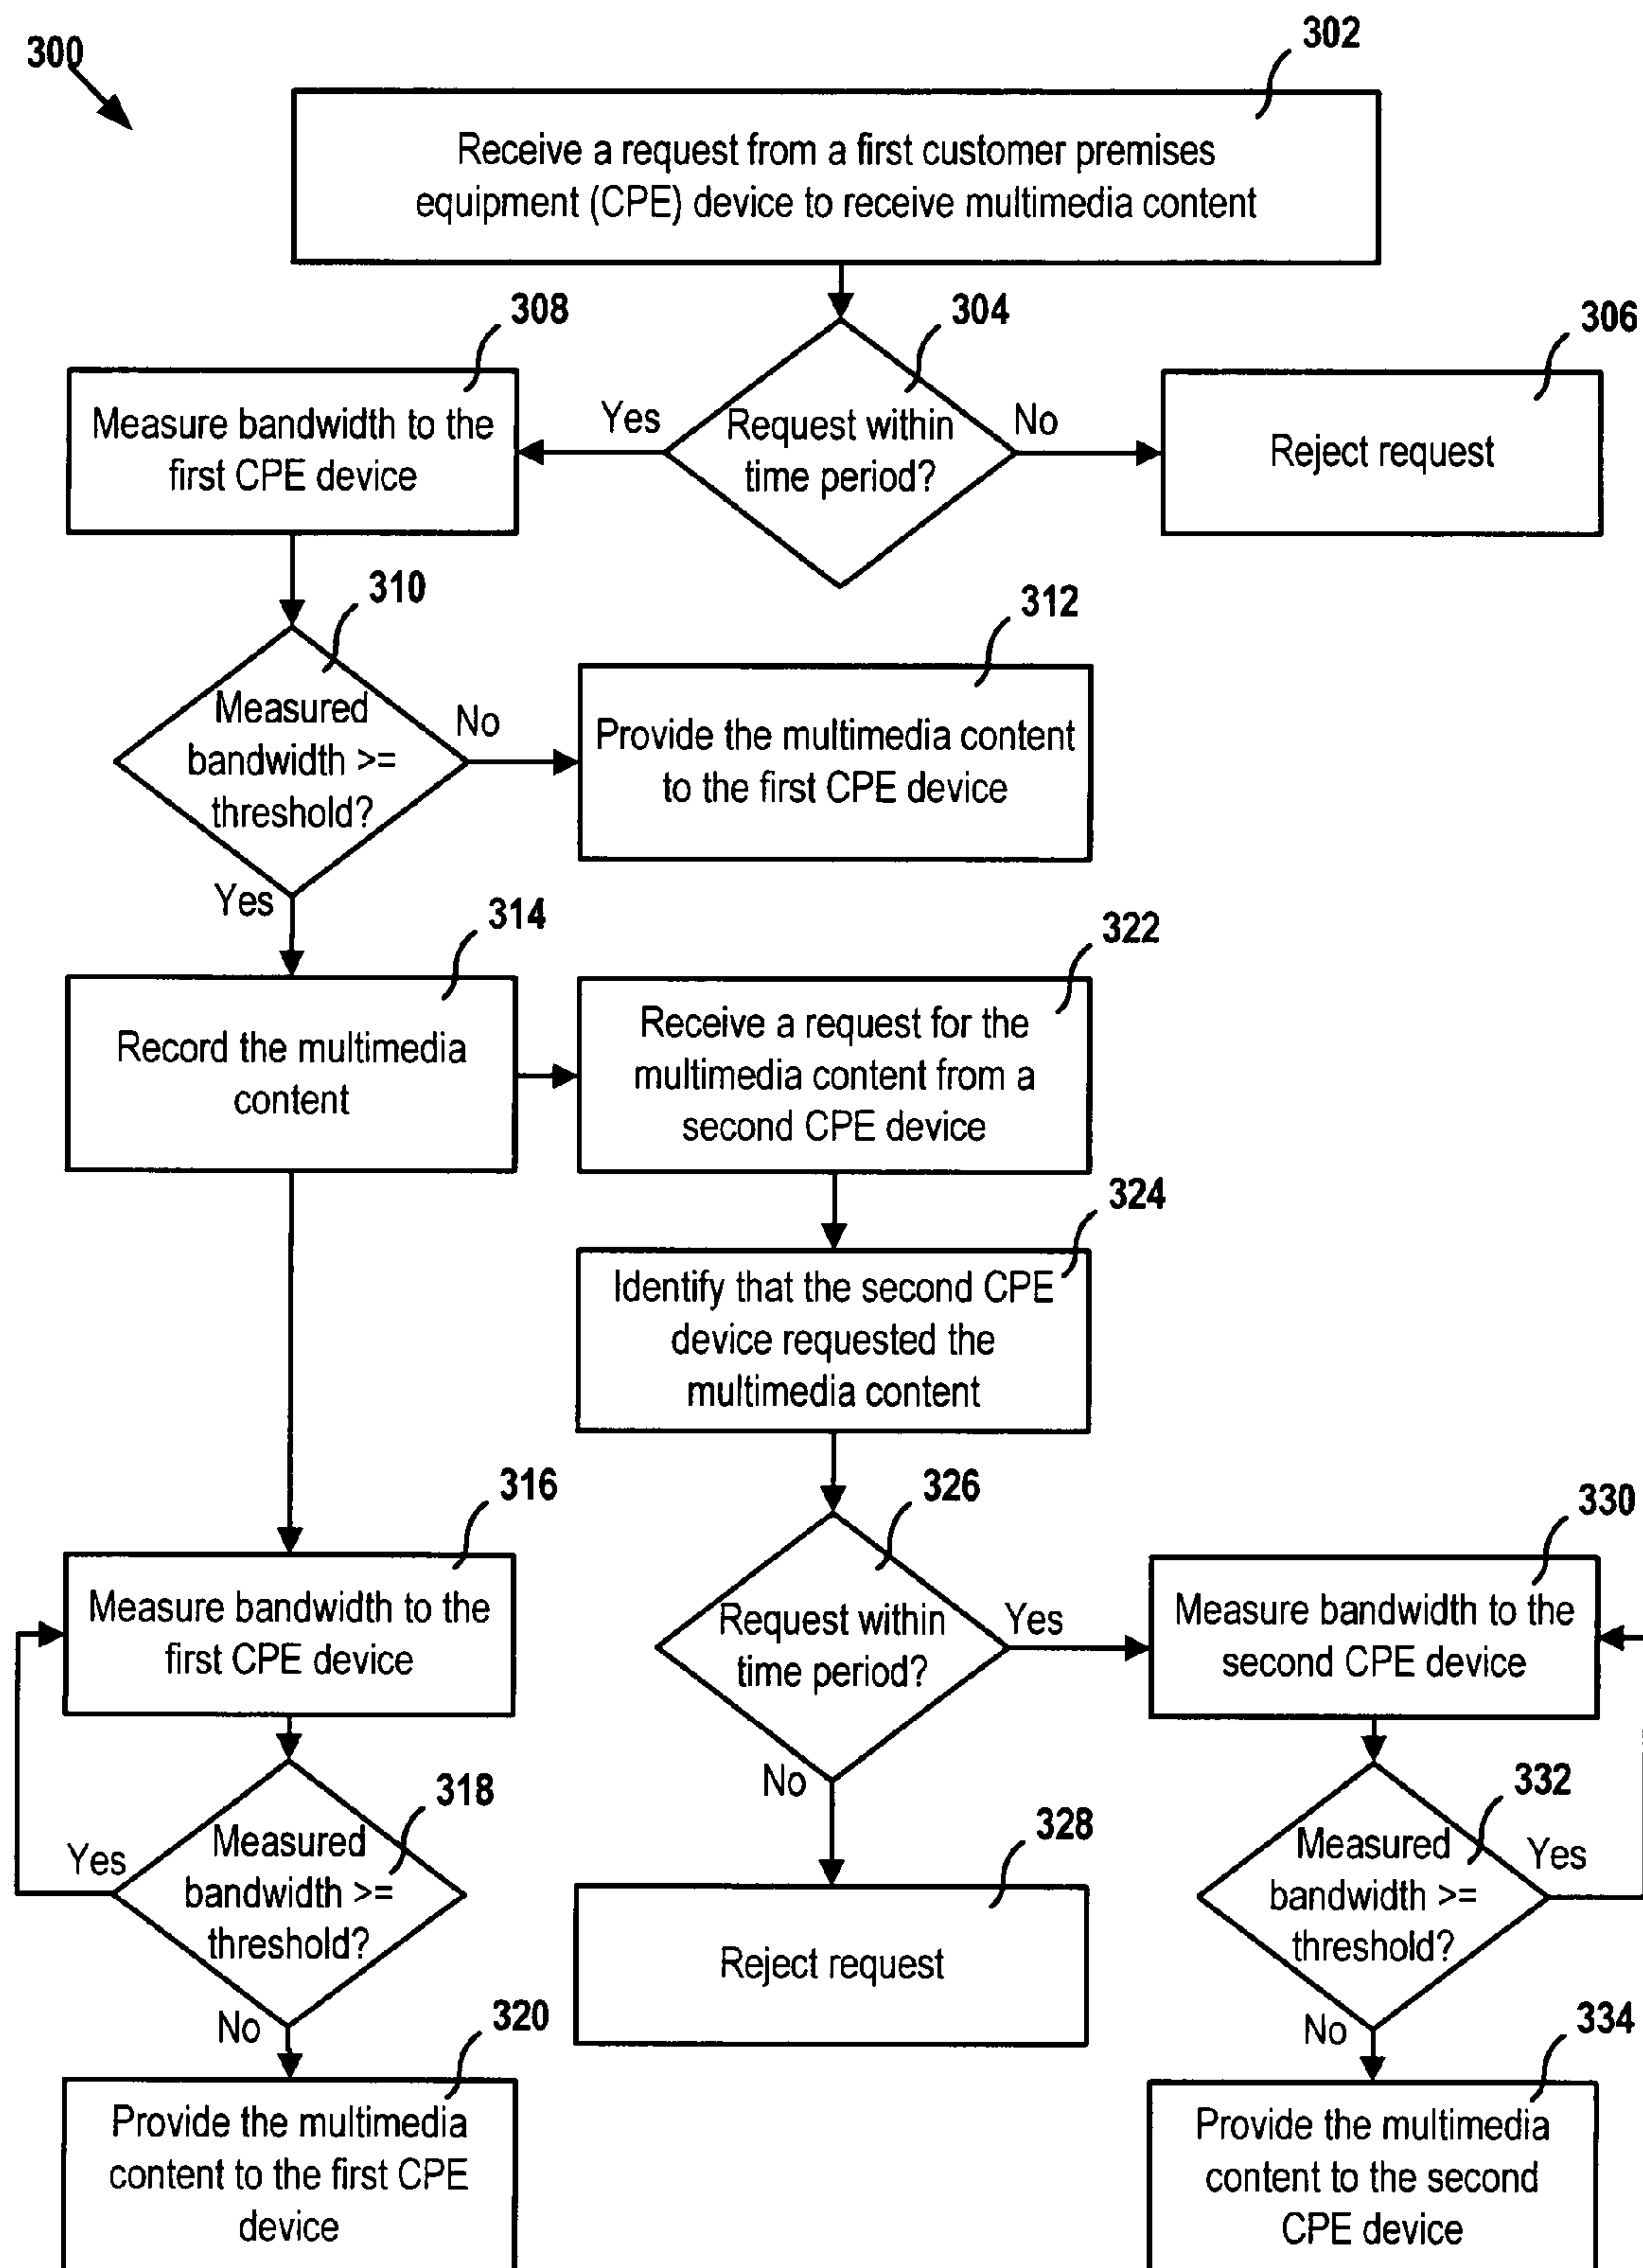 300
302
Receive a request from a first customer premises
equipment (CPE) device to receive multimedia content
308
304
306
Measure bandwidth to the
first CPE device
Yes
Request within
time period?
No
Reject request
310
312
Measured
bandwidth >=
threshold?
No
Provide the multimedia content
to the first CPE device
Yes
314
322
Record the multimedia
content
Receive a request for the
multimedia content from a
second CPE device
324
Identify that the second CPE
device requested the
multimedia content
316
326
330
Measure bandwidth to the
first CPE device
Request within
time period?
Yes
Measure bandwidth to the
second CPE device
No
318
332
Yes
Measured
bandwidth >=
threshold?
328
Reject request
Measured
bandwidth >=
threshold?
Yes
No
320
No
334
Provide the multimedia
content to the first CPE
device
Provide the multimedia
content to the second
CPE device